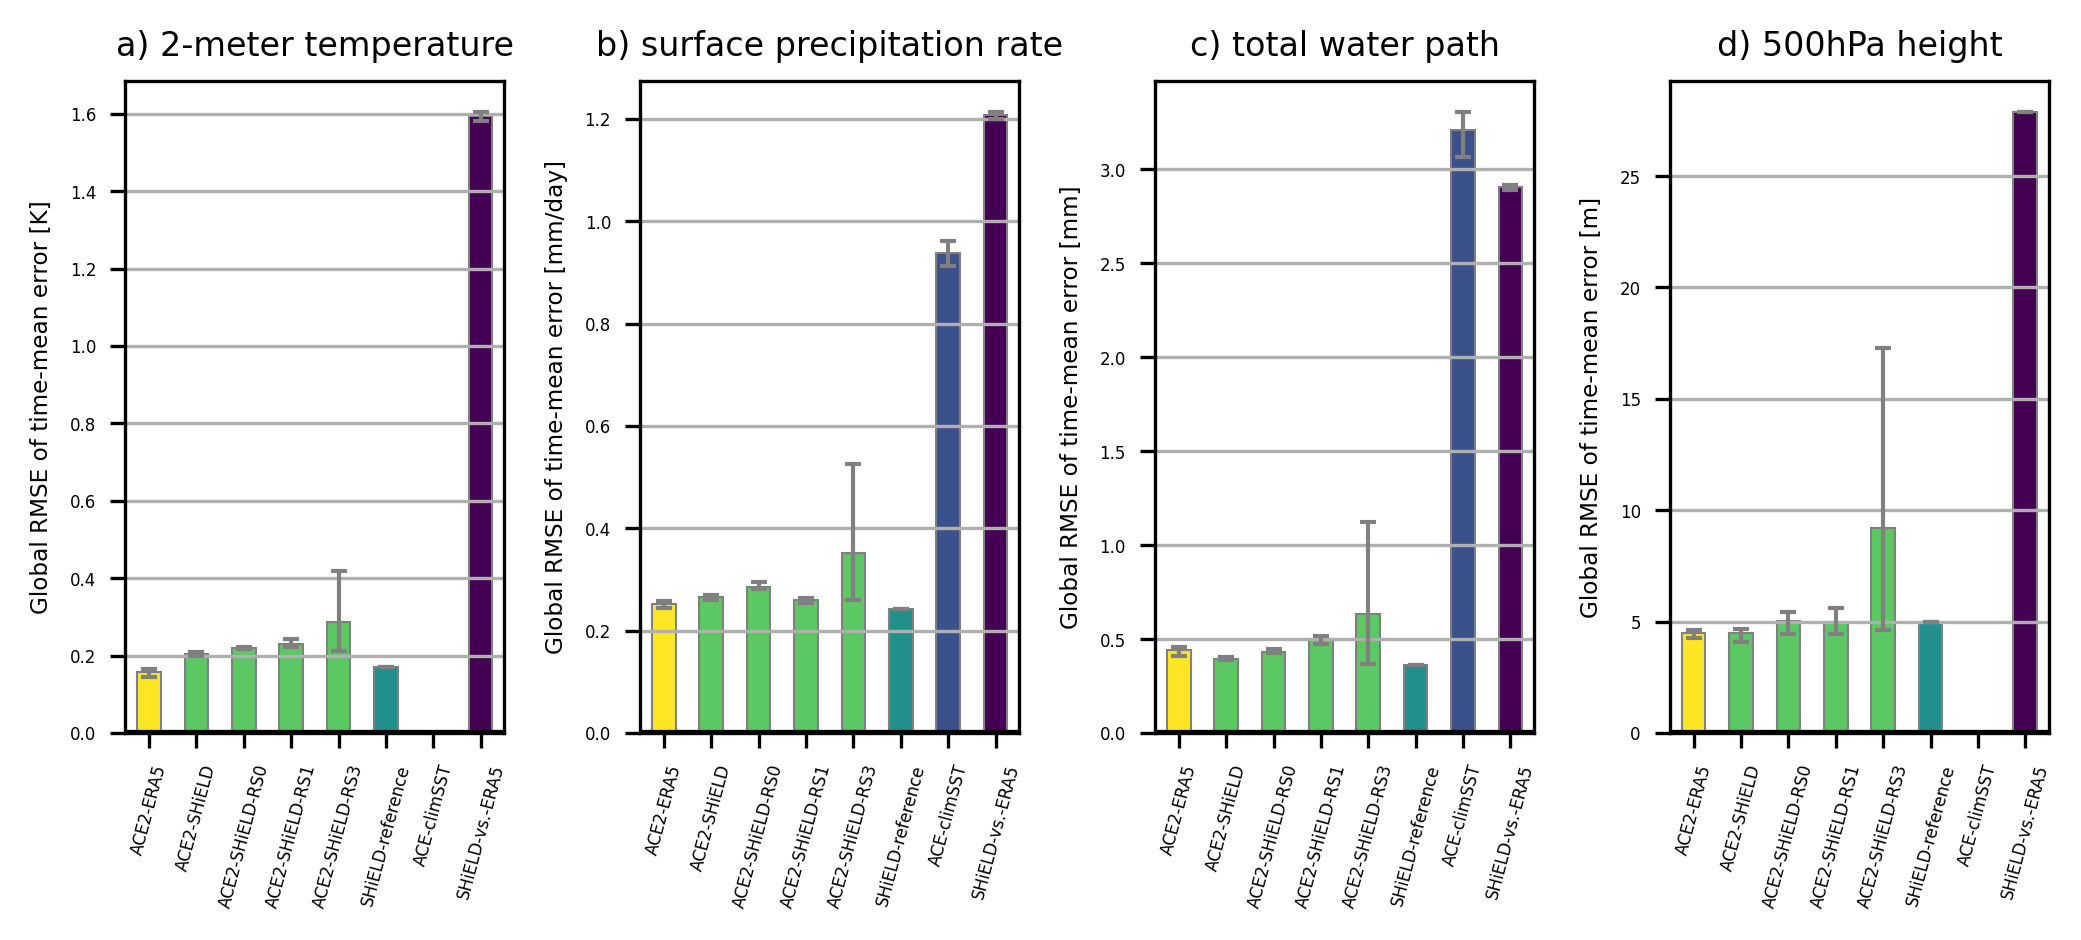 a) 2-meter temperature
Global RMSE of time-mean error [K]
1.6
1.4
1.2
1.0
0.8
0.6
0.4
0.2
0.0
ACE2-ERA5
ACE2-SHiELD
ACE2-SHiELD-RS0
ACE2-SHiELD-RS1
ACE2-SHiELD-RS3
SHiELD-reference
ACE-climSST
SHiELD-vs.-ERA5
b) surface precipitation rate
Global RMSE of time-mean error [mm/day]
1.2
1.0
0.8
0.6
0.4
0.2
0.0
ACE2-ERA5
ACE2-SHiELD
ACE2-SHiELD-RS0
ACE2-SHiELD-RS1
ACE2-SHiELD-RS3
SHiELD-reference
ACE-climSST
SHiELD-vs.-ERA5
c) total water path
Global RMSE of time-mean error [mm]
3.0
2.5
2.0
1.5
1.0
0.5
0.0
ACE2-ERA5
ACE2-SHiELD
ACE2-SHiELD-RS0
ACE2-SHiELD-RS1
ACE2-SHiELD-RS3
SHiELD-reference
ACE-climSST
SHiELD-vs.-ERA5
d) 500hPa height
Global RMSE of time-mean error [m]
25
20
15
10
5
0
ACE2-ERA5
ACE2-SHiELD
ACE2-SHiELD-RS0
ACE2-SHiELD-RS1
ACE2-SHiELD-RS3
SHiELD-reference
ACE-climSST
SHiELD-vs.-ERA5